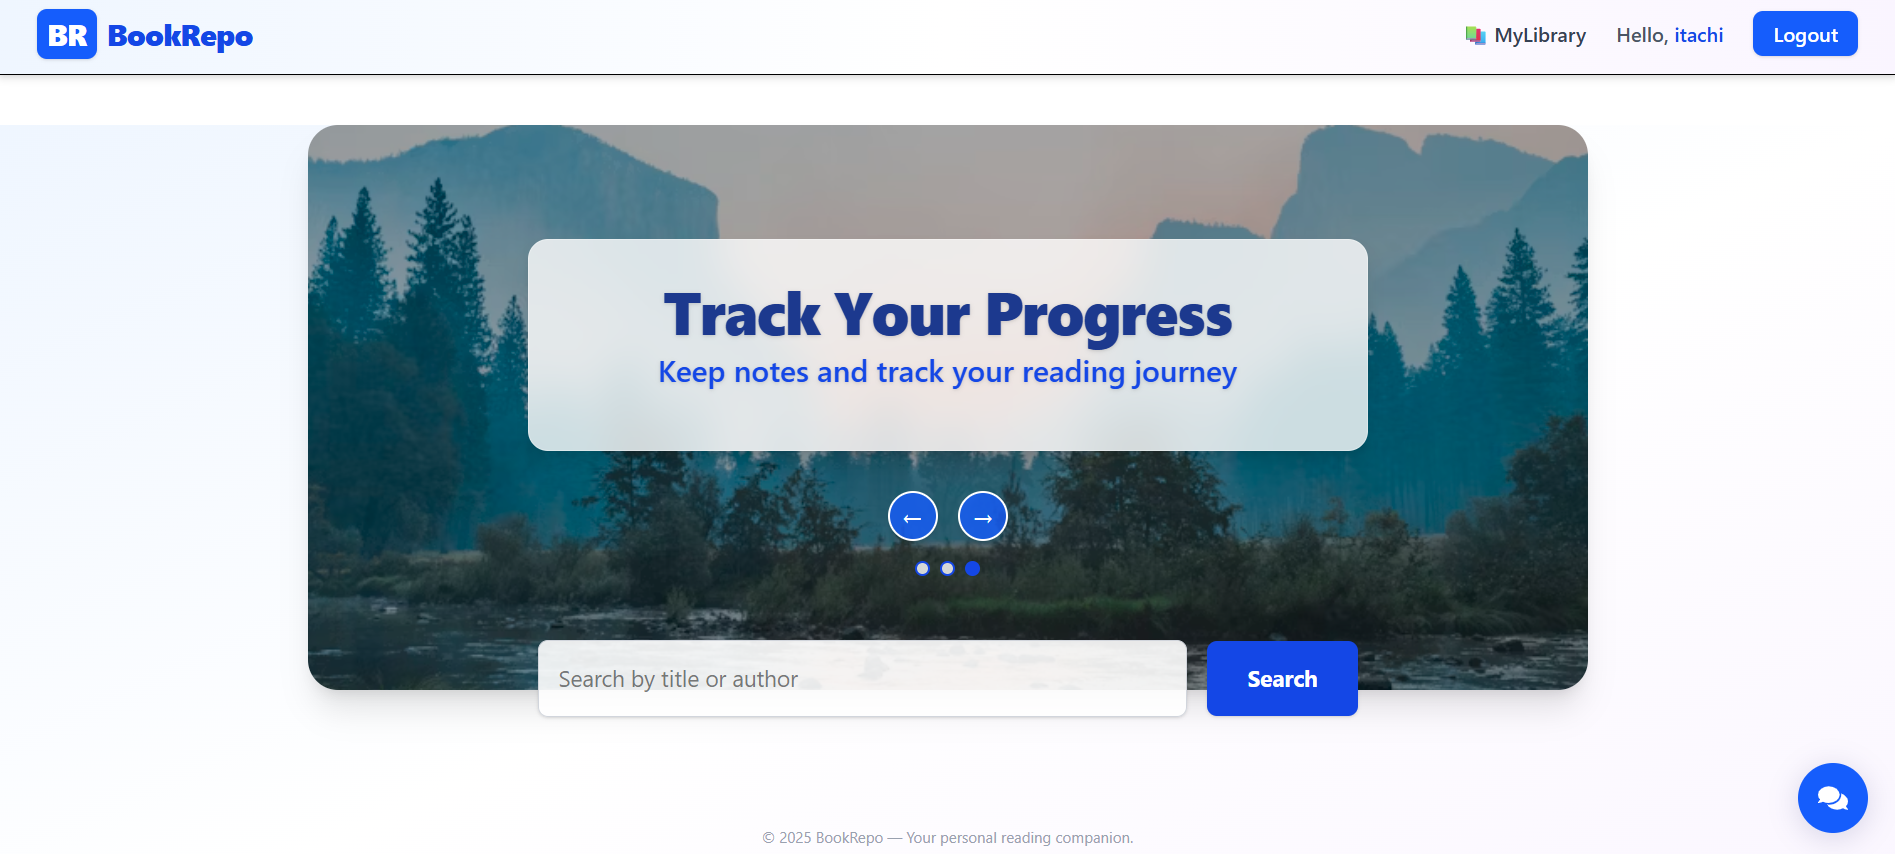 BR BookRepo
MyLibrary Hello, itachi Logout
Track Your Progress
Keep notes and track your reading journey
← →
Search by title or author Search
© 2025 BookRepo — Your personal reading companion.